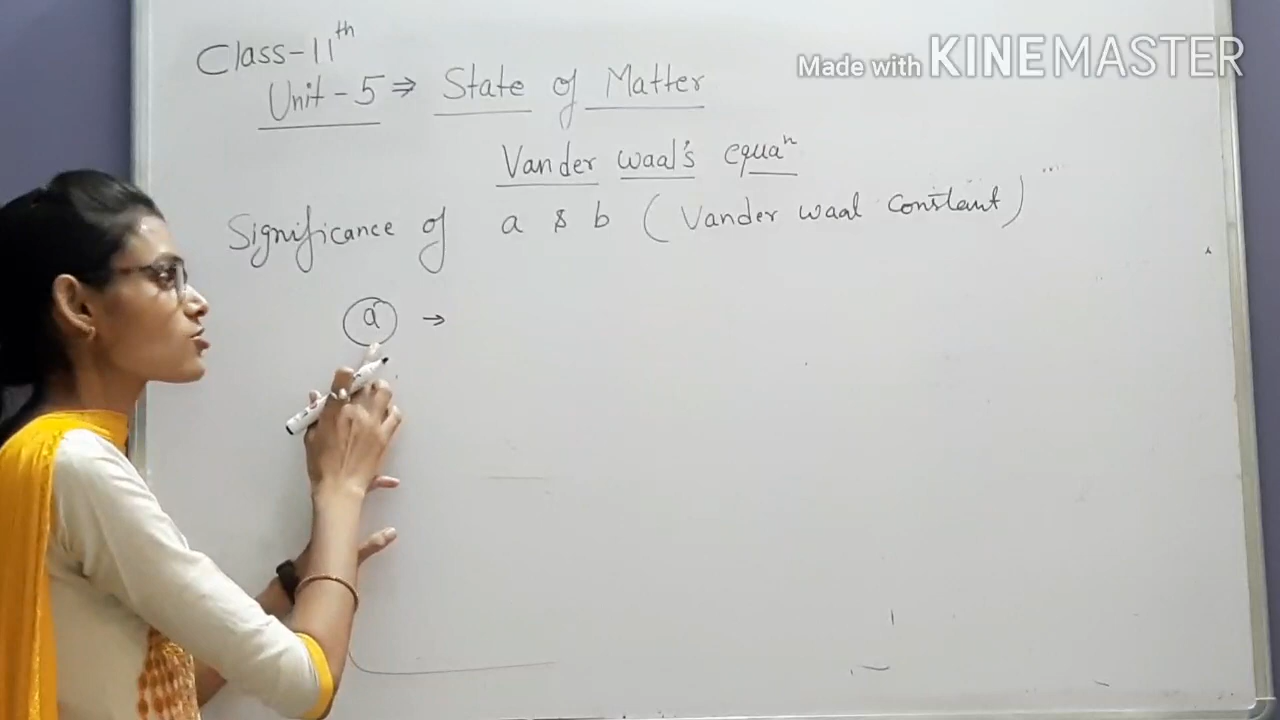 Made with KINEMASTER
Class-11th
Unit-5 ⇒ State of Matter
Vander waal's equan
Significance of a & b (Vander waal constant)
a →